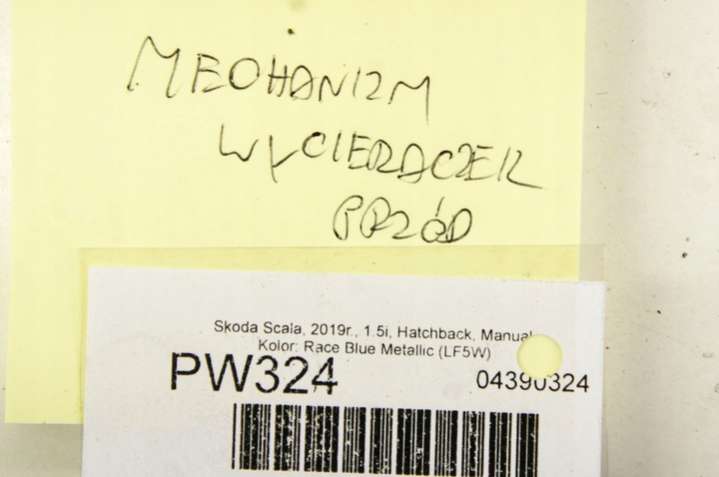 MECHANIZM
WYCIERACZEK
PRZÓD
Skoda Scala, 2019r., 1.5i, Hatchback, Manual
Kolor: Race Blue Metallic (LF5W)
PW324
04390324